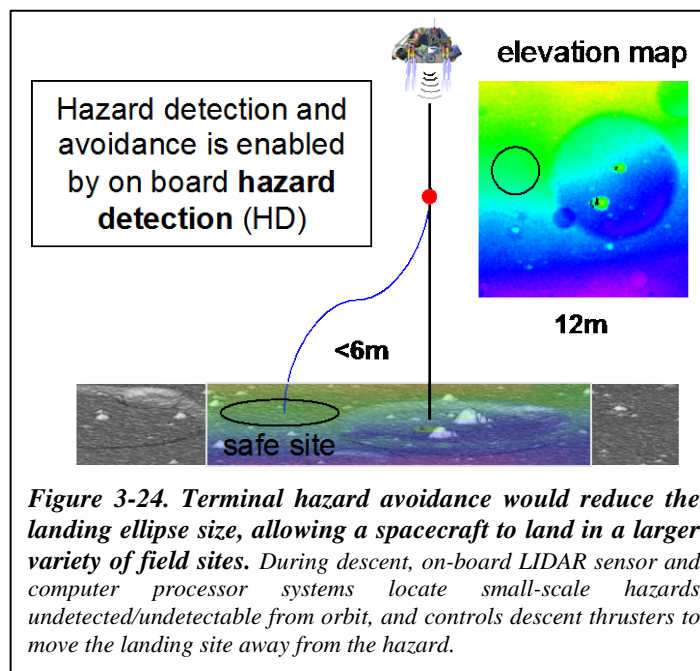 elevation map
Hazard detection and
avoidance is enabled
by on board hazard
detection (HD)
12m
<6m
safe site
Figure 3-24. Terminal hazard avoidance would reduce the
landing ellipse size, allowing a spacecraft to land in a larger
variety of field sites. During descent, on-board LIDAR sensor and
computer processor systems locate small-scale hazards
undetected/undetectable from orbit, and controls descent thrusters to
move the landing site away from the hazard.